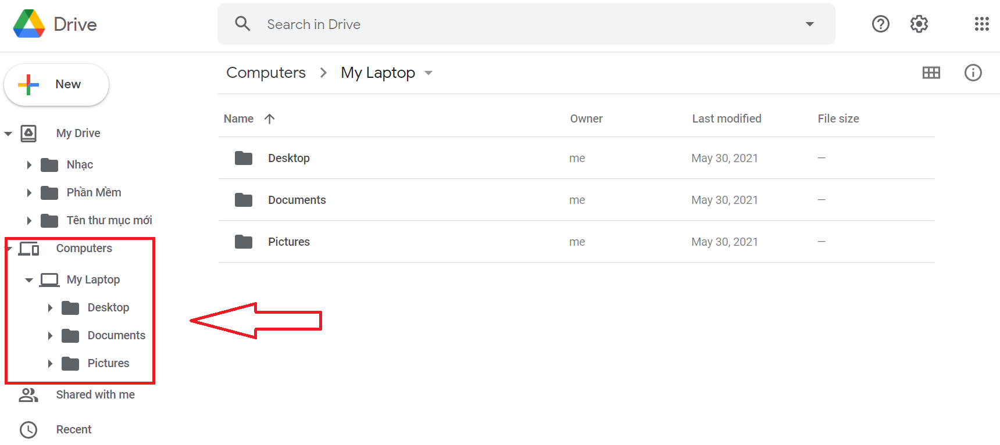 Drive
Search in Drive
New
Computers > My Laptop
My Drive
Nhạc
Phần Mềm
Tên thư mục mới
Computers
My Laptop
Desktop
Documents
Pictures
Shared with me
Recent
Name Owner Last modified File size
Desktop me May 30, 2021 —
Documents me May 30, 2021 —
Pictures me May 30, 2021 —